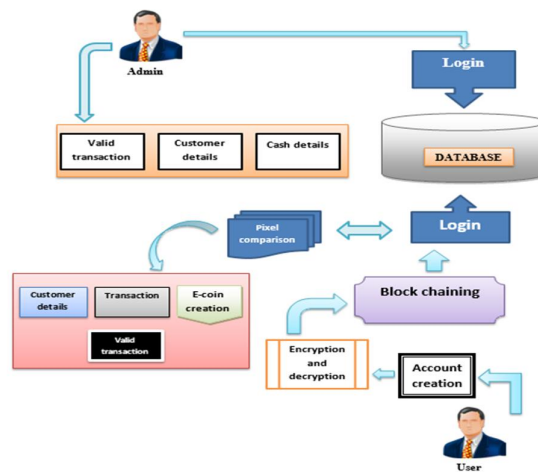 Admin
Login
Valid
transaction
Customer
details
Cash details
DATABASE
Login
Pixel
comparison
Customer
details
Transaction
E-coin
creation
Valid
transaction
Block chaining
Encryption
and
decryption
Account
creation
User